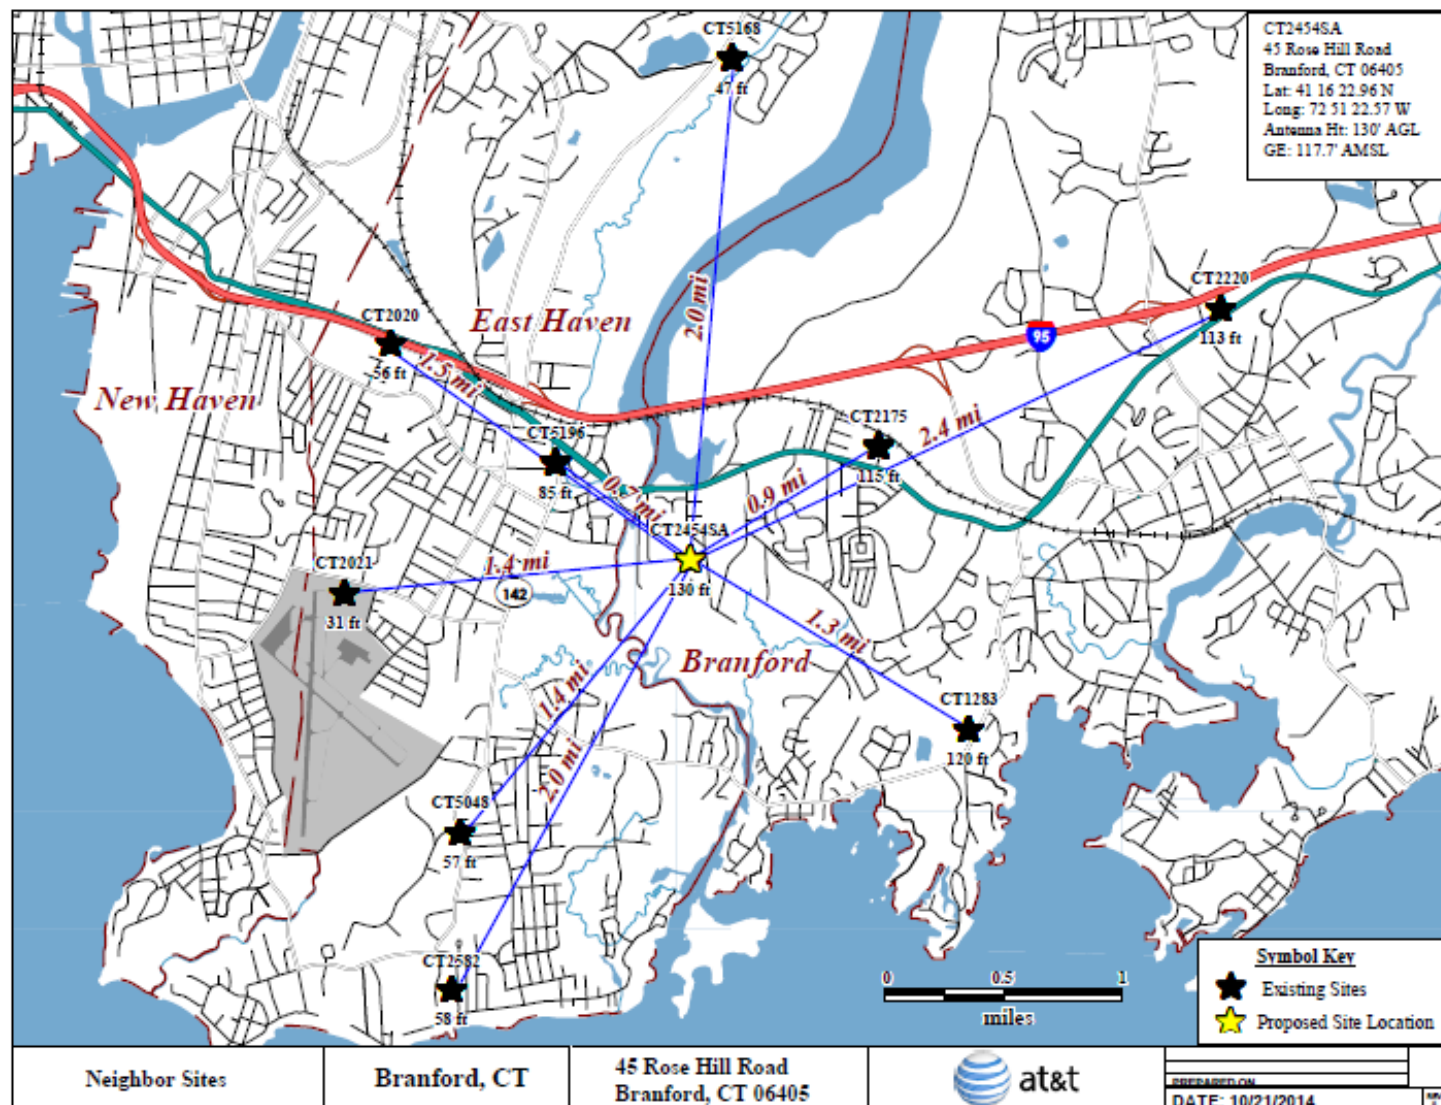 CT5168
47 ft
CT2454SA
45 Rose Hill Road
Branford, CT 06405
Lat: 41 16 22.96 N
Long: 72 51 22.57 W
Antenna Ht: 130' AGL
GE: 117.7' AMSL
2.0 mi
CT2220
113 ft
95
CT2020
56 ft
East Haven
1.5 mi
New Haven
CT2175
115 ft
2.4 mi
CT5196
85 ft
0.7 mi
0.9 mi
CT2454SA
130 ft
CT2021
31 ft
1.4 mi
142
1.3 mi
Branford
1.4 mi
CT1283
120 ft
2.0 mi
CT5048
57 ft
CT2582
58 ft
0 0.5 1
miles
Symbol Key
Existing Sites
Proposed Site Location
Neighbor Sites
Branford, CT
45 Rose Hill Road
Branford, CT 06405
at&t
PREPARED ON
DATE: 10/21/2014